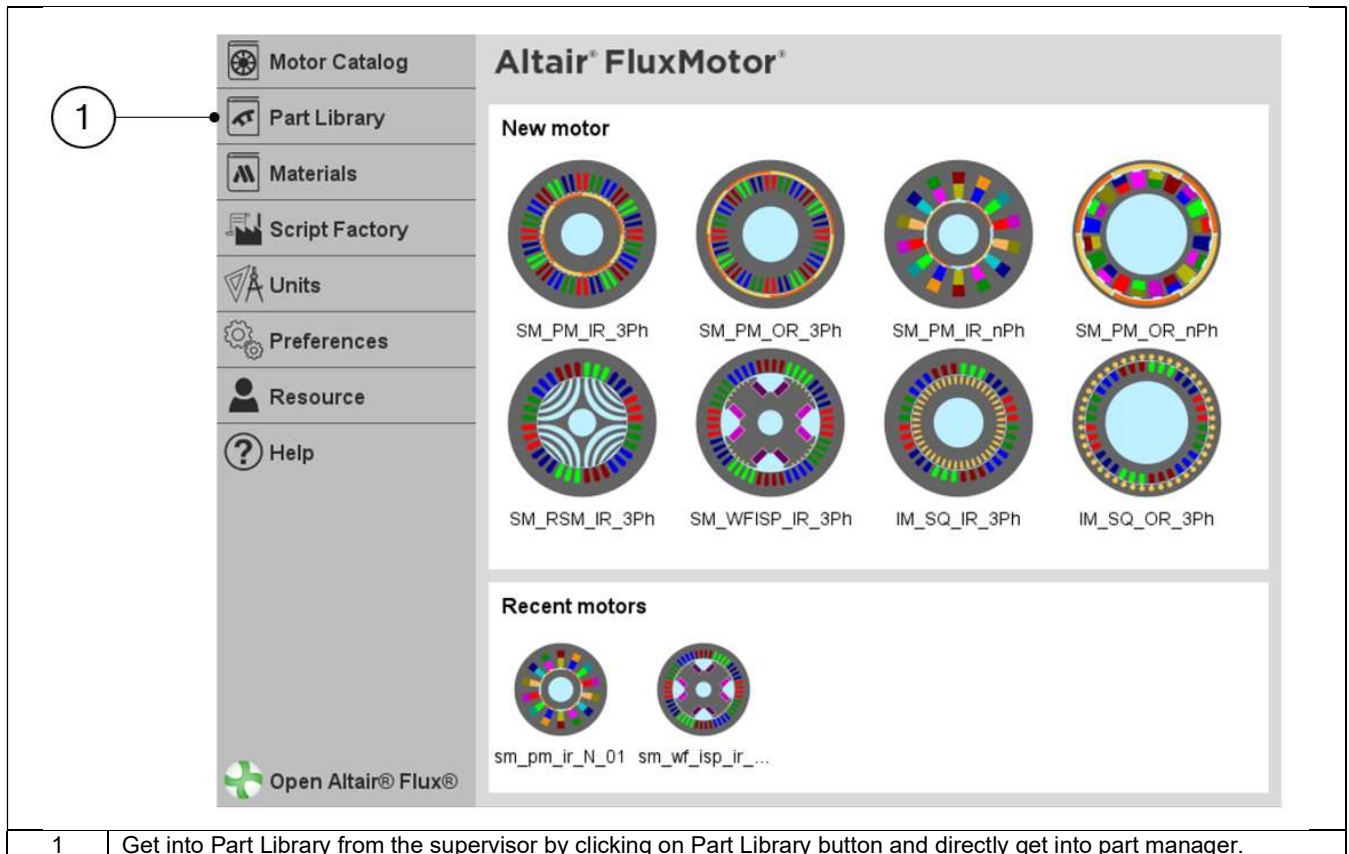 Motor Catalog
Part Library
Materials
Script Factory
Units
Preferences
Resource
Help
Open Altair® Flux®
1
Altair® FluxMotor®
New motor
SM_PM_IR_3Ph SM_PM_OR_3Ph SM_PM_IR_nPh SM_PM_OR_nPh
SM_RSM_IR_3Ph SM_WFISP_IR_3Ph IM_SQ_IR_3Ph IM_SQ_OR_3Ph
Recent motors
sm_pm_ir_N_01 sm_wf_isp_ir_...
1 Get into Part Library from the supervisor by clicking on Part Library button and directly get into part manager.